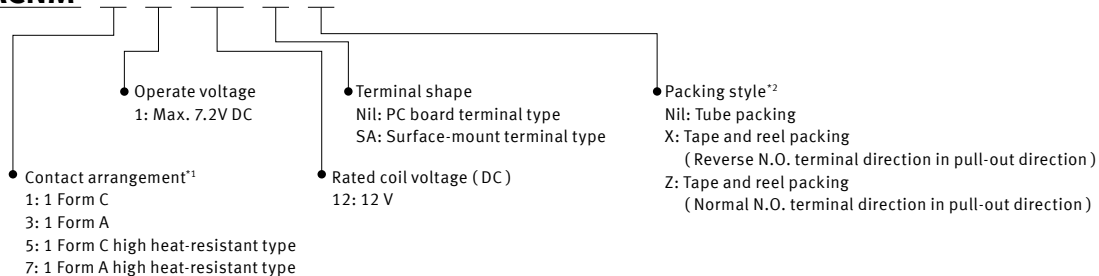 Operate voltage
1: Max. 7.2V DC
Terminal shape
Nil: PC board terminal type
SA: Surface-mount terminal type
Packing style*2
Nil: Tube packing
X: Tape and reel packing
( Reverse N.O. terminal direction in pull-out direction )
Z: Tape and reel packing
( Normal N.O. terminal direction in pull-out direction )
Contact arrangement*1
1: 1 Form C
3: 1 Form A
5: 1 Form C high heat-resistant type
7: 1 Form A high heat-resistant type
Rated coil voltage ( DC )
12: 12 V